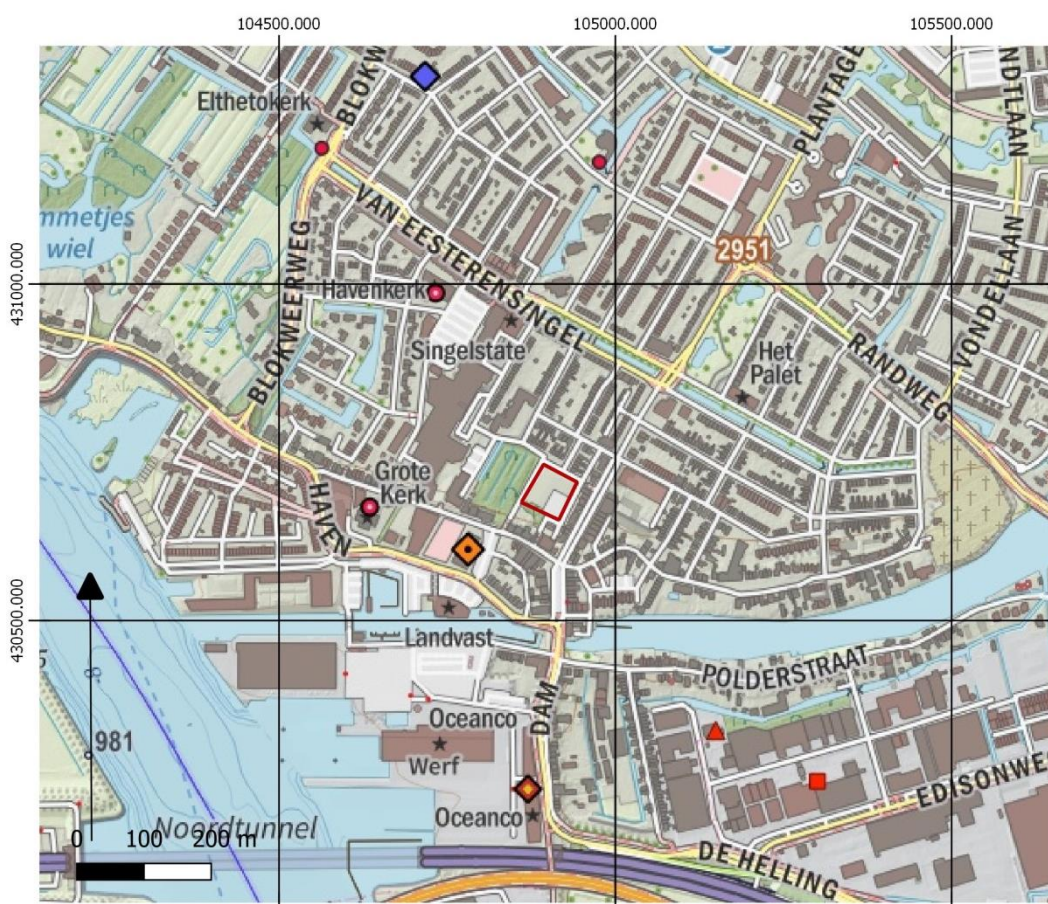 104500.000
105000.000
105500.000
431000.000
430500.000
Elthetokerk
BLOKW
PLANTAGE
NDTLAAN
mmetjes
wiel
VAN EESTERENSINGEL
2951
BLOKWEERWEG
Havenkerk
Singelstate
Het
Palet
RANDWEG
VONDELLAAN
Grote
Kerk
HAVEN
Landvast
POLDERSTRAAT
DAM
Oceanco
Werf
981
Oceanco
EDISONWE
Noordtunnel
DE HELLING
0 100 200 m